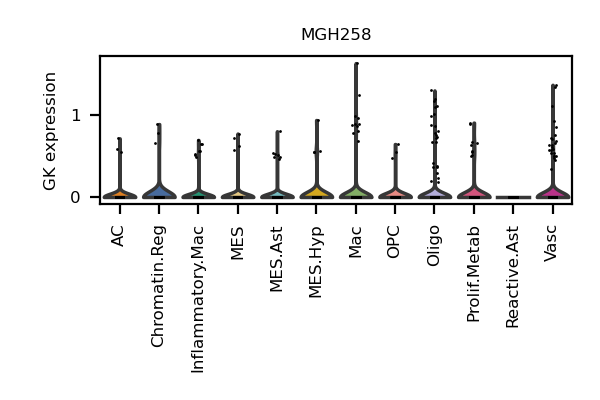 MGH258
GK expression
1
0
AC
Chromatin.Reg
Inflammatory.Mac
MES
MES.Ast
MES.Hyp
Mac
OPC
Oligo
Prolif.Metab
Reactive.Ast
Vasc